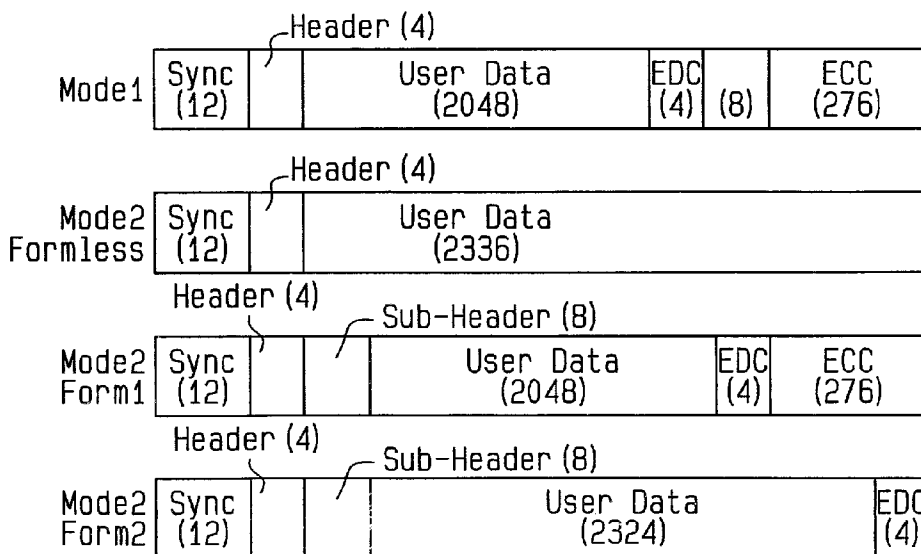 Header (4)
Mode1 Sync User Data EDC ECC
(12) (2048) (4) (8) (276)
Header (4)
Mode2 Sync User Data
Formless (12) (2336)
Header (4)
Sub-Header (8)
Mode2 Sync User Data EDC ECC
Form1 (12) (2048) (4) (276)
Header (4)
Sub-Header (8)
Mode2 Sync User Data EDC
Form2 (12) (2324) (4)